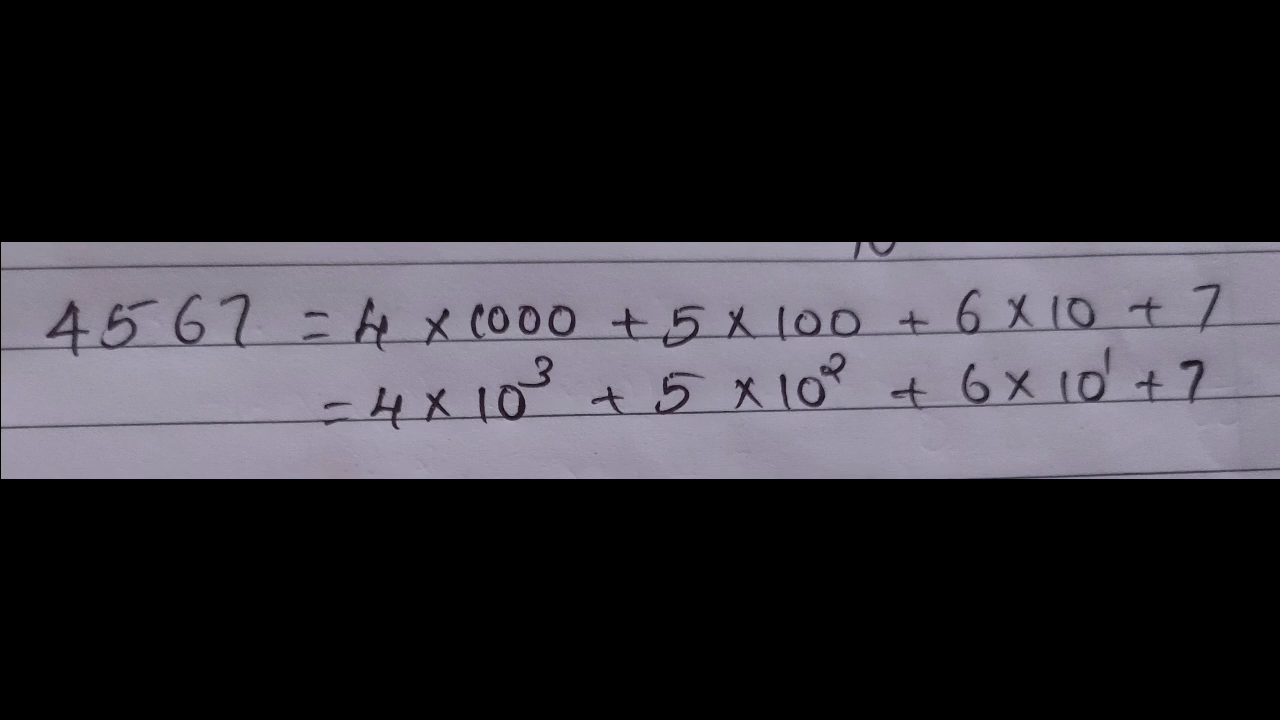 4567 = 4 × 1000 + 5 × 100 + 6 × 10 + 7
= 4 × 10³ + 5 × 10² + 6 × 10¹ + 7